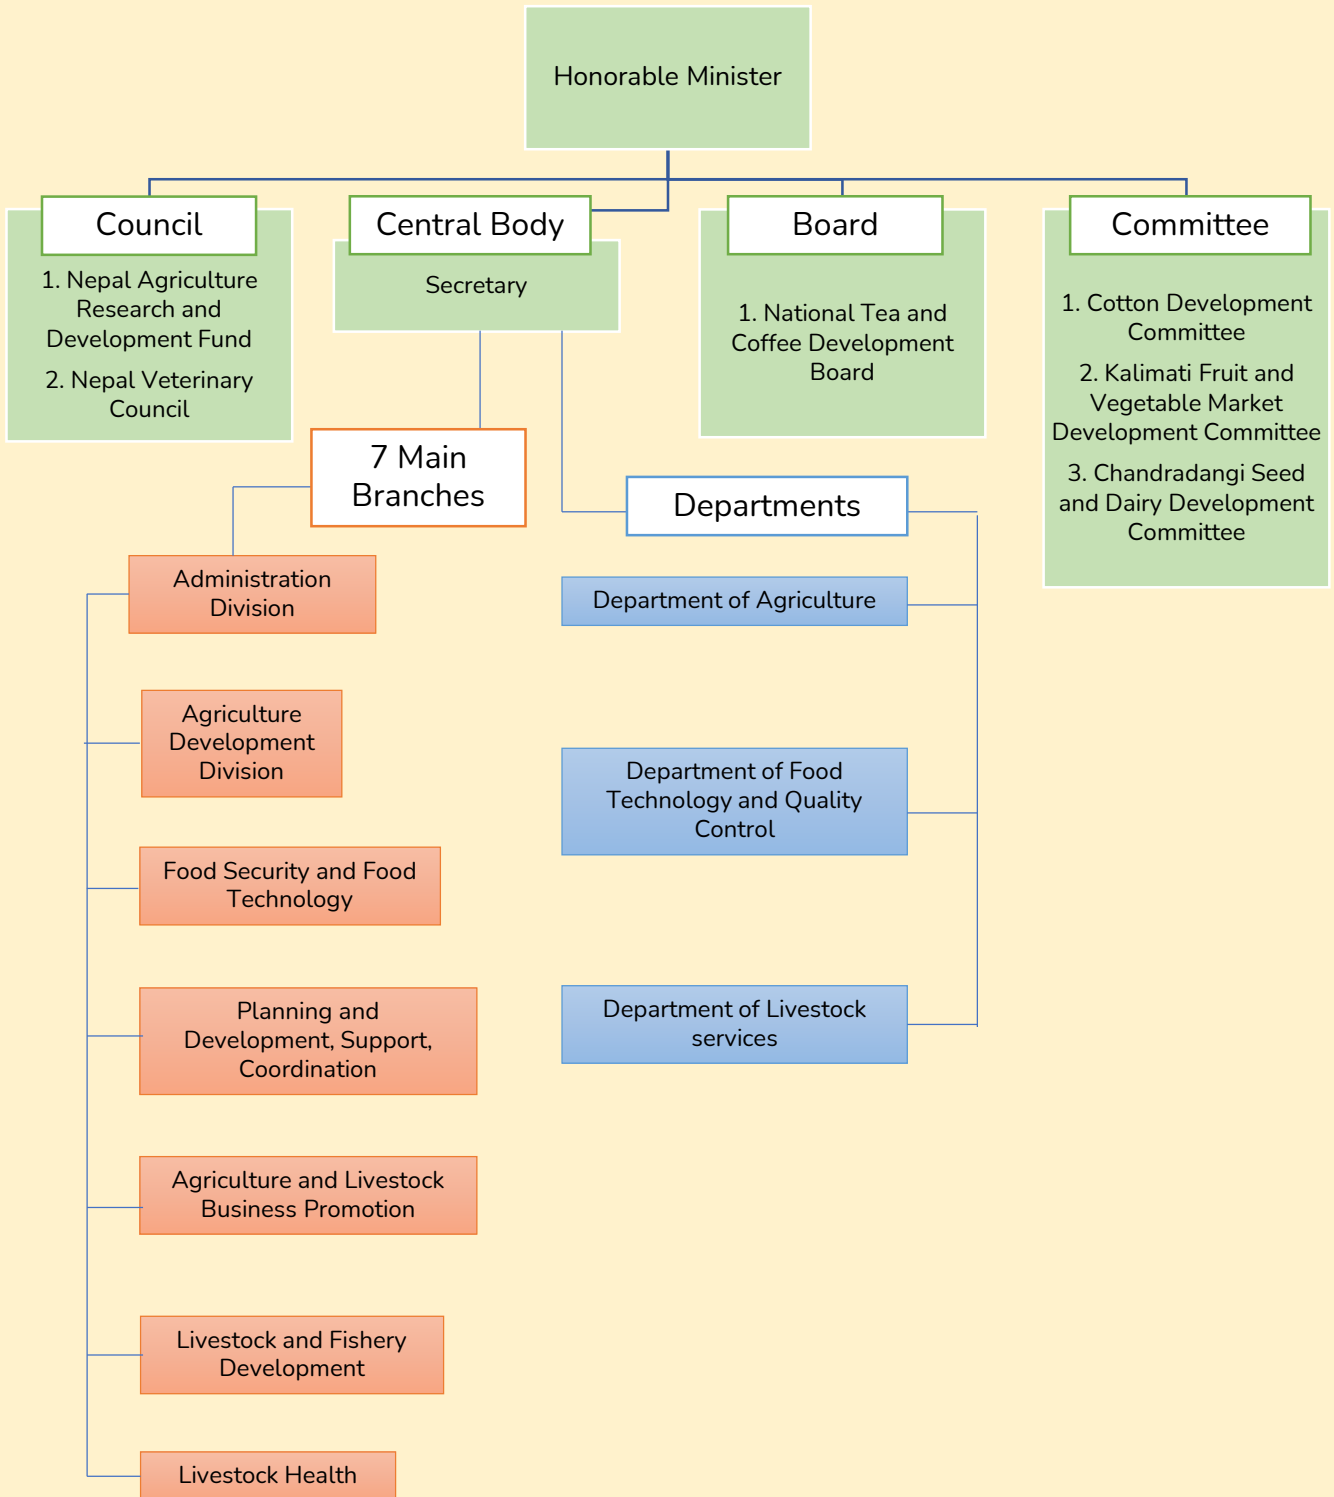 Honorable Minister
Council
1. Nepal Agriculture
Research and
Development Fund
2. Nepal Veterinary
Council
Central Body
Secretary
Board
1. National Tea and
Coffee Development
Board
Committee
1. Cotton Development
Committee
2. Kalimati Fruit and
Vegetable Market
Development Committee
3. Chandradangi Seed
and Dairy Development
Committee
7 Main
Branches
Administration
Division
Agriculture
Development
Division
Food Security and Food
Technology
Planning and
Development, Support,
Coordination
Agriculture and Livestock
Business Promotion
Livestock and Fishery
Development
Livestock Health
Departments
Department of Agriculture
Department of Food
Technology and Quality
Control
Department of Livestock
services